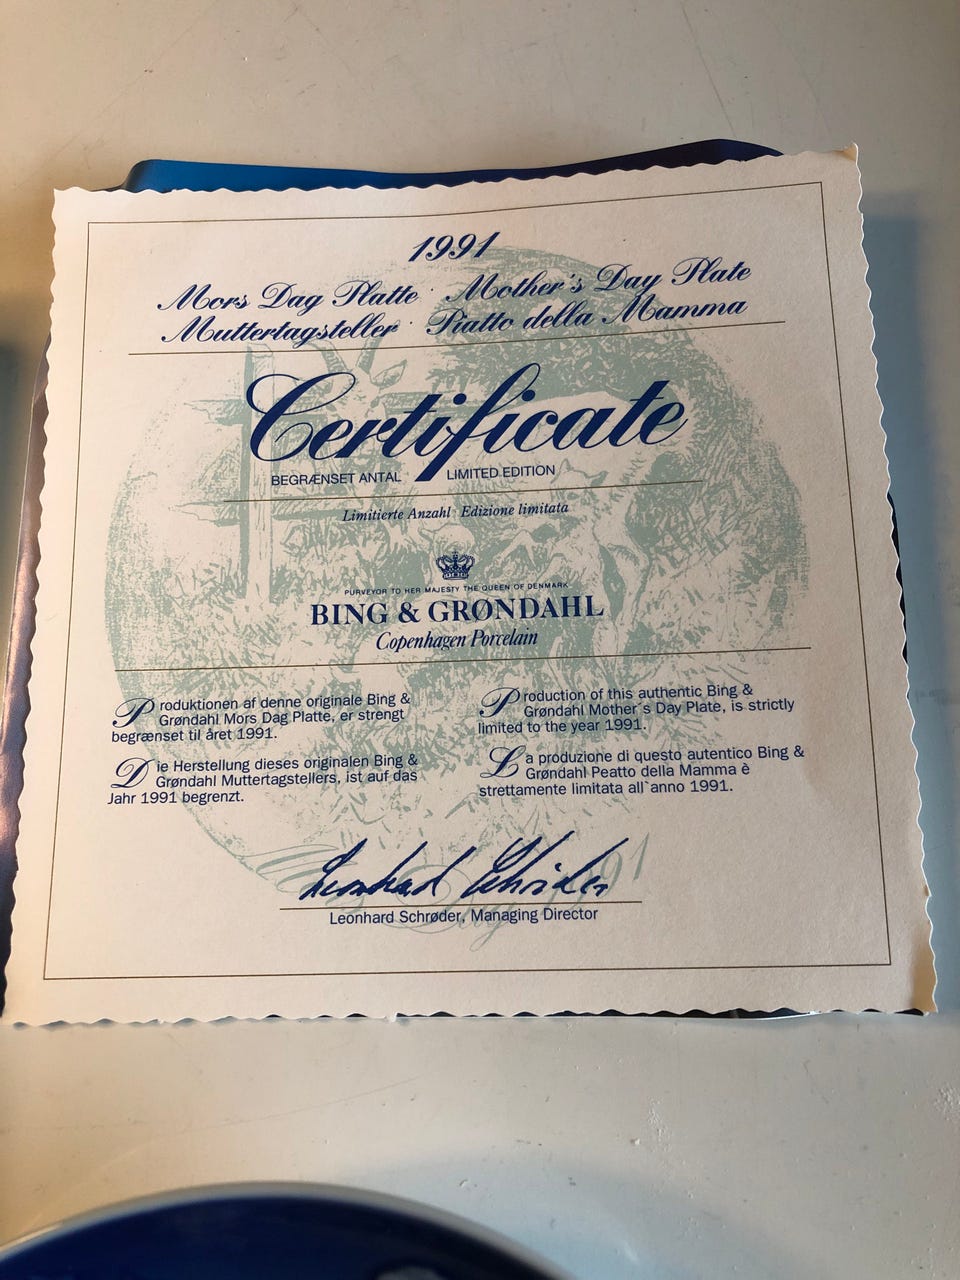 1991
Mors Dag Platte · Mother's Day Plate
Muttertagsteller · Piatto della Mamma
Certificate
BEGRÆNSET ANTAL LIMITED EDITION
Limitierte Anzahl Edizione limitata
PURVEYOR TO HER MAJESTY THE QUEEN OF DENMARK
BING & GRØNDAHL
Copenhagen Porcelain
Produktionen af denne originale Bing &
Grøndahl Mors Dag Platte, er strengt
begrænset til året 1991.
Production of this authentic Bing &
Grøndahl Mother`s Day Plate, is strictly
limited to the year 1991.
Die Herstellung dieses originalen Bing &
Grøndahl Muttertagstellers, ist auf das
Jahr 1991 begrenzt.
La produzione di questo autentico Bing &
Grøndahl Peatto della Mamma è
strettamente limitata all`anno 1991.
Leonhard Schrøder
Leonhard Schrøder, Managing Director